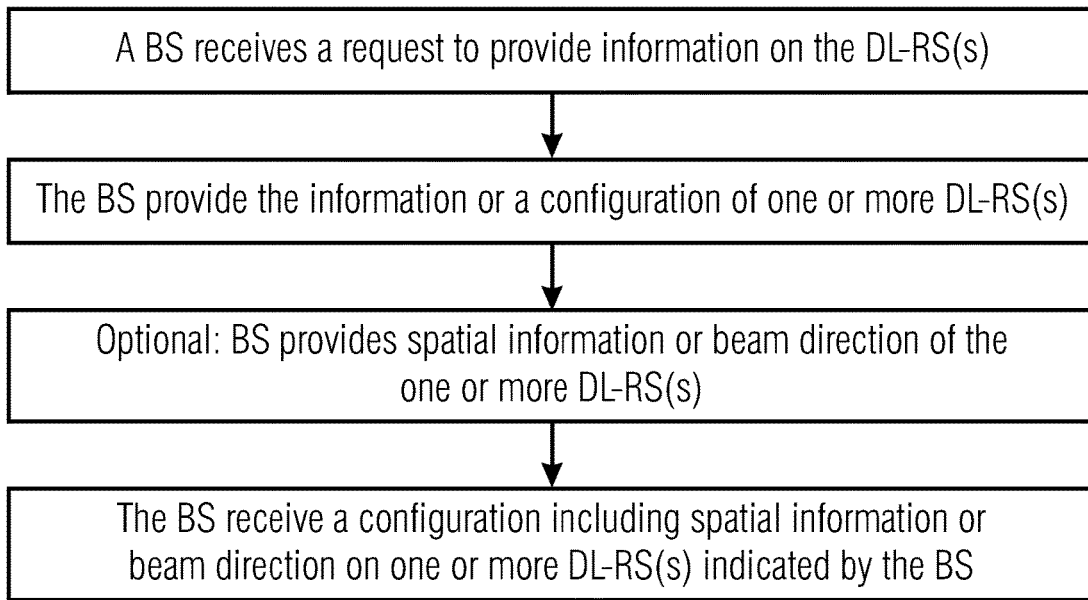 A BS receives a request to provide information on the DL-RS(s)
The BS provide the information or a configuration of one or more DL-RS(s)
Optional: BS provides spatial information or beam direction of the
one or more DL-RS(s)
The BS receive a configuration including spatial information or
beam direction on one or more DL-RS(s) indicated by the BS